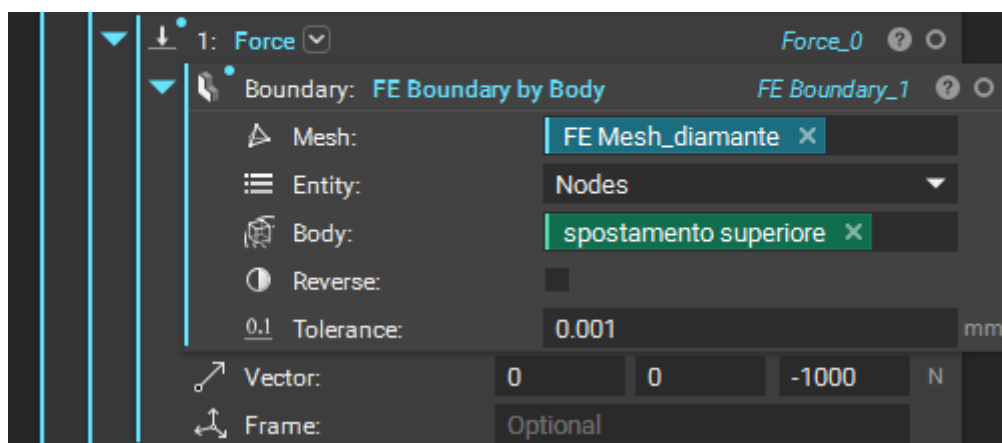 1: Force Force_0 ?
Boundary: FE Boundary by Body FE Boundary_1 ?
Mesh: FE Mesh_diamante ×
Entity: Nodes
Body: spostamento superiore ×
Reverse:
0.1 Tolerance: 0.001 mm
Vector: 0 0 -1000 N
Frame: Optional